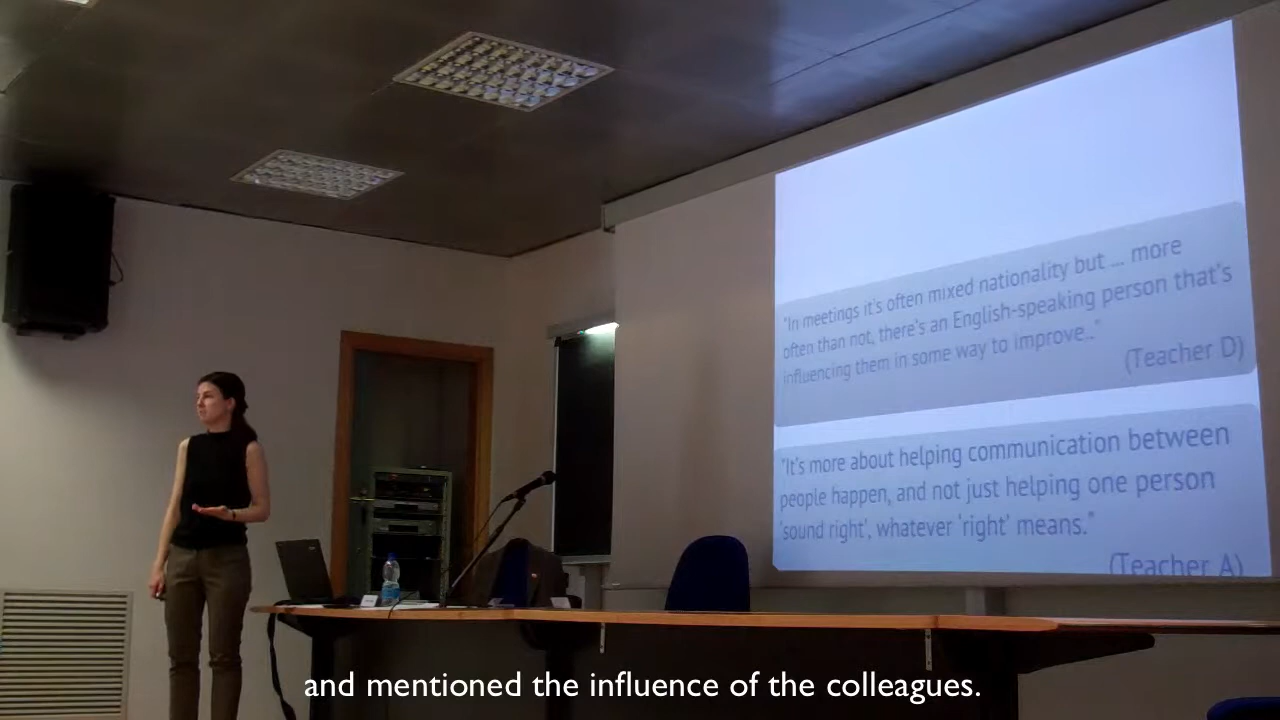 "In meetings it's often mixed nationality but ... more
often than not, there's an English-speaking person that's
influencing them in some way to improve.."
(Teacher D)
"It's more about helping communication between
people happen, and not just helping one person
'sound right', whatever 'right' means."
(Teacher A)
and mentioned the influence of the colleagues.